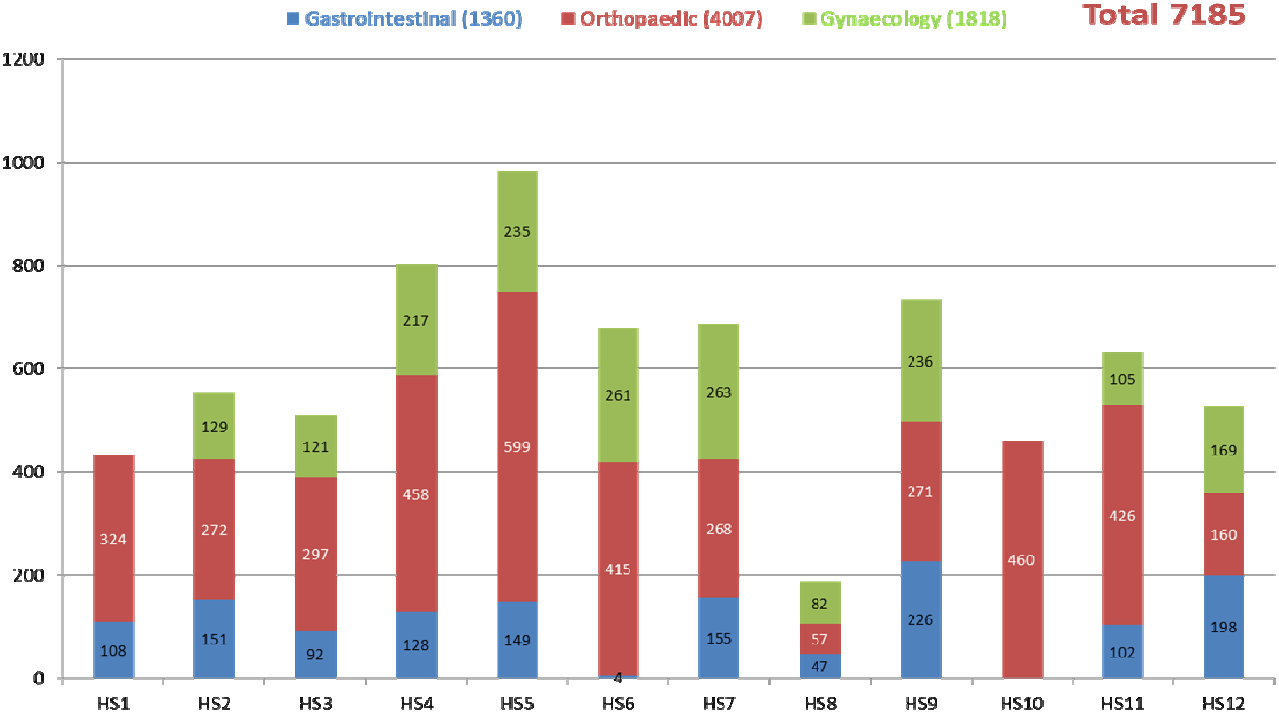 Gastrointestinal (1360) Orthopaedic (4007) Gynaecology (1818) Total 7185
1200
1000
800
600
400
200
0
108 324
151 272 129
92 297 121
128 458 217
149 599 235
4 415 261
155 268 263
47 57 82
226 271 236
460
102 426 105
198 160 169
HS1 HS2 HS3 HS4 HS5 HS6 HS7 HS8 HS9 HS10 HS11 HS12